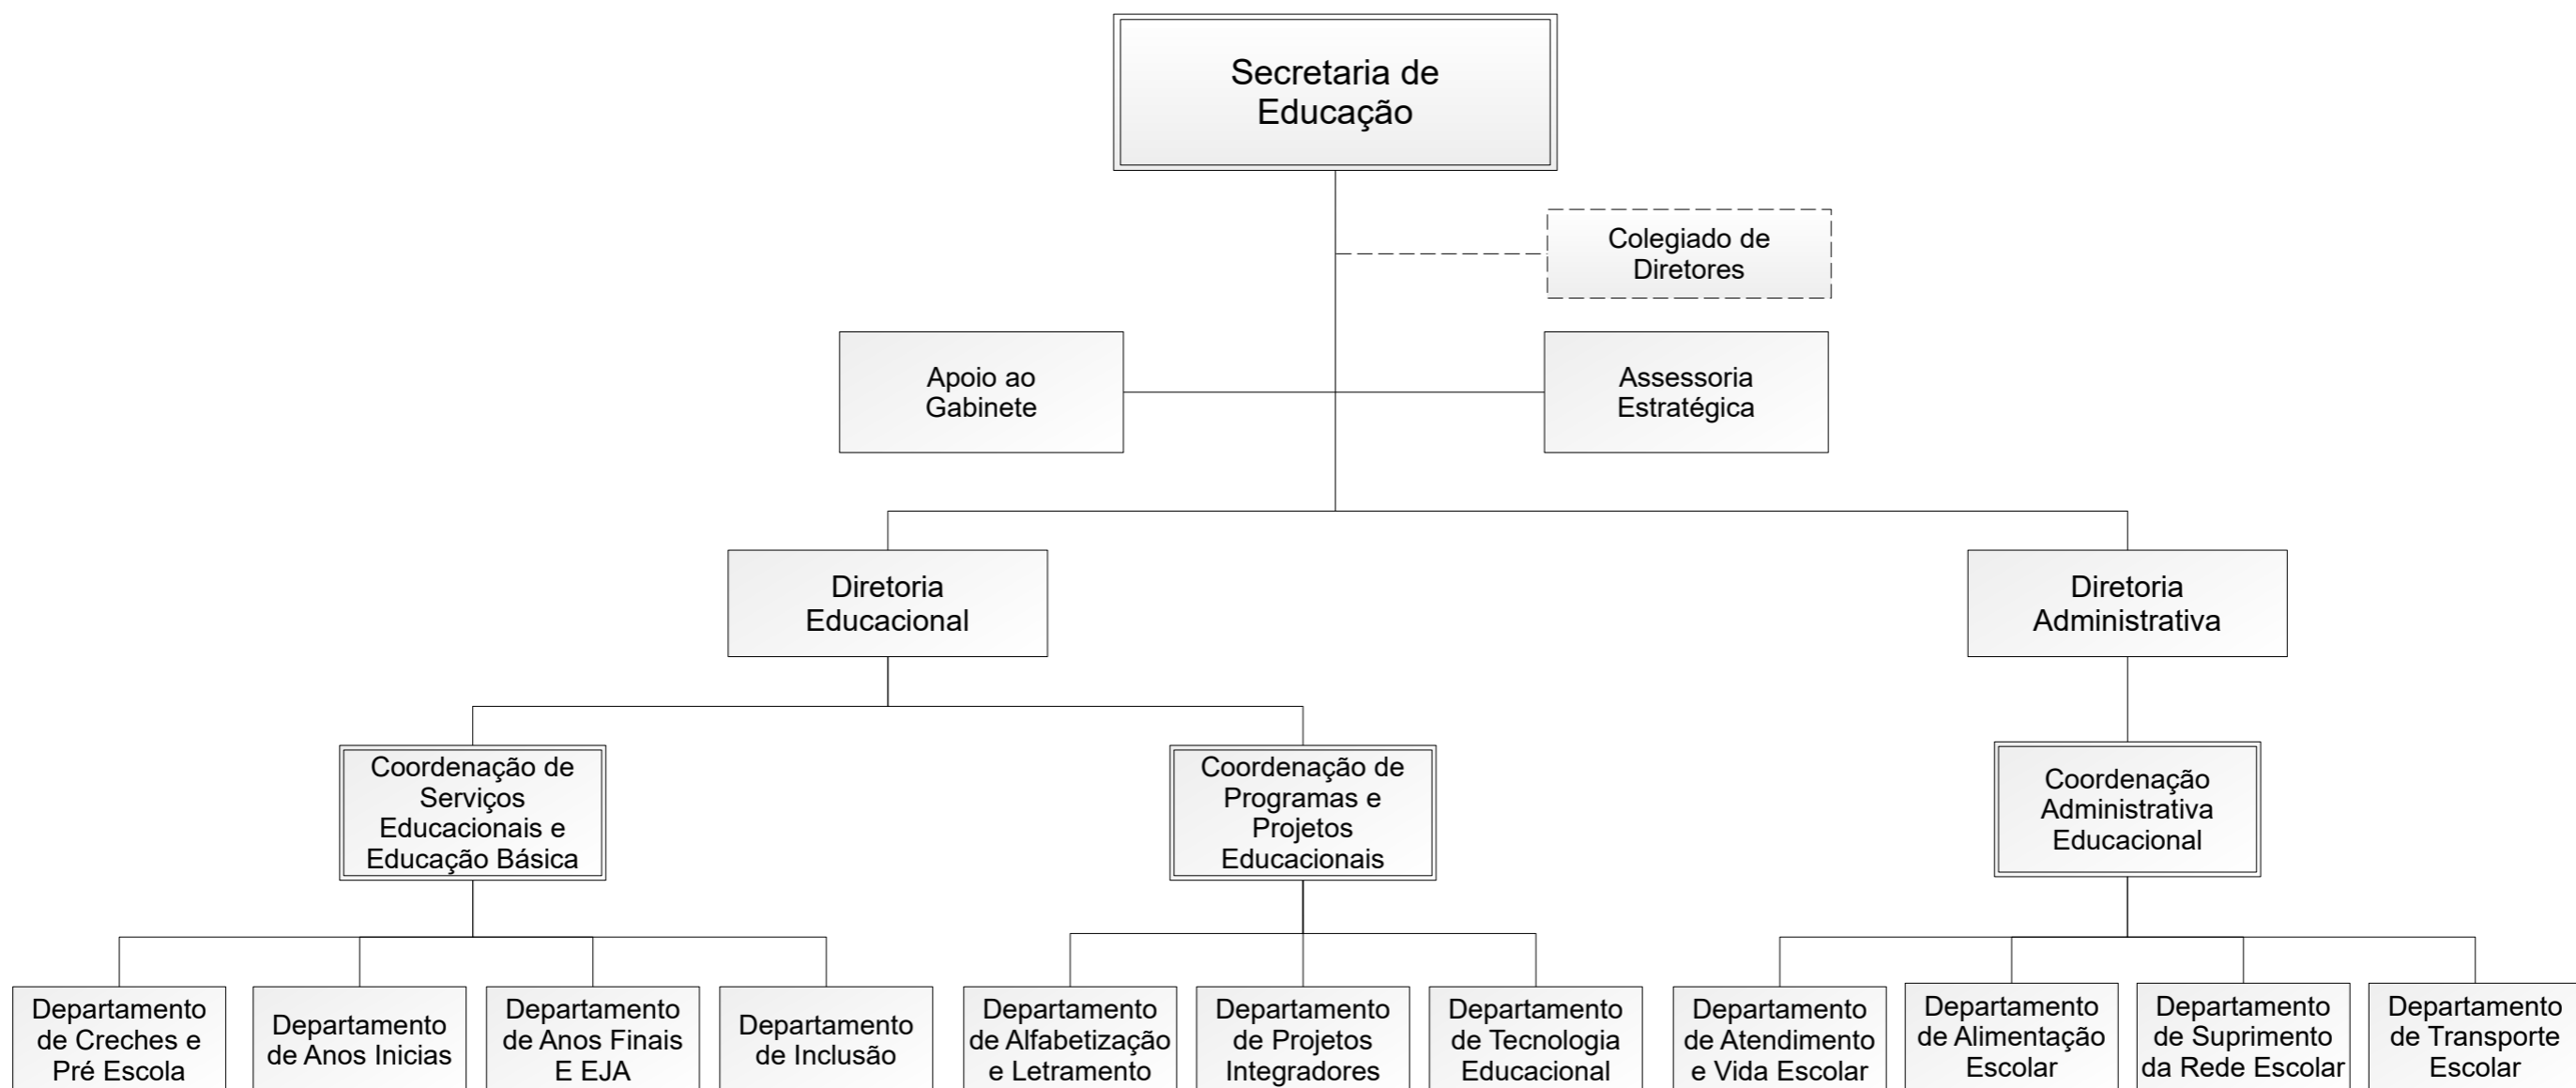 Secretaria de
Educação
Colegiado de
Diretores
Apoio ao
Gabinete
Assessoria
Estratégica
Diretoria
Educacional
Diretoria
Administrativa
Coordenação de
Serviços
Educacionais e
Educação Básica
Coordenação de
Programas e
Projetos
Educacionais
Coordenação
Administrativa
Educacional
Departamento
de Creches e
Pré Escola
Departamento
de Anos Inicias
Departamento
de Anos Finais
E EJA
Departamento
de Inclusão
Departamento
de Alfabetização
e Letramento
Departamento
de Projetos
Integradores
Departamento
de Tecnologia
Educacional
Departamento
de Atendimento
e Vida Escolar
Departamento
de Alimentação
Escolar
Departamento
de Suprimento
da Rede Escolar
Departamento
de Transporte
Escolar